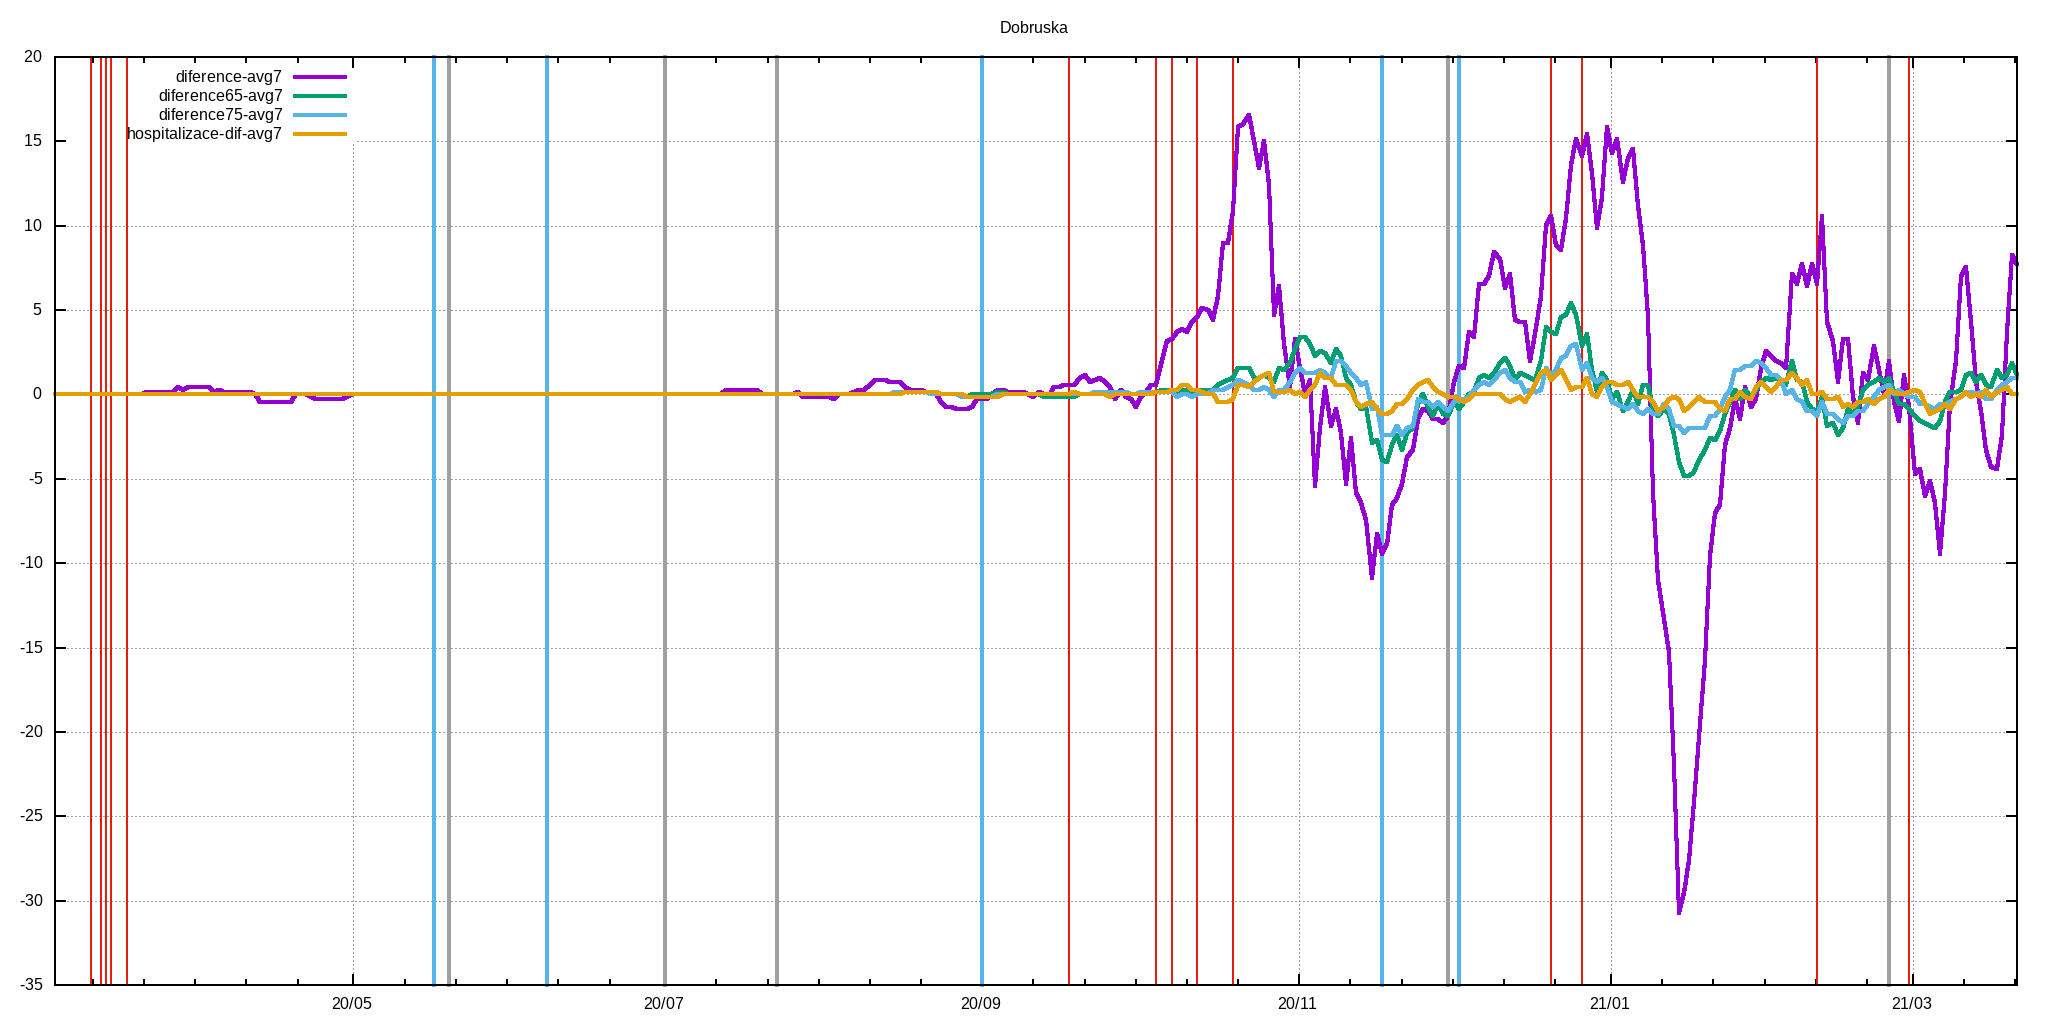 Dobruska
20
diference-avg7
diference65-avg7
diference75-avg7
hospitalizace-dif-avg7
15
10
5
0
-5
-10
-15
-20
-25
-30
-35
20/05 20/07 20/09 20/11 21/01 21/03